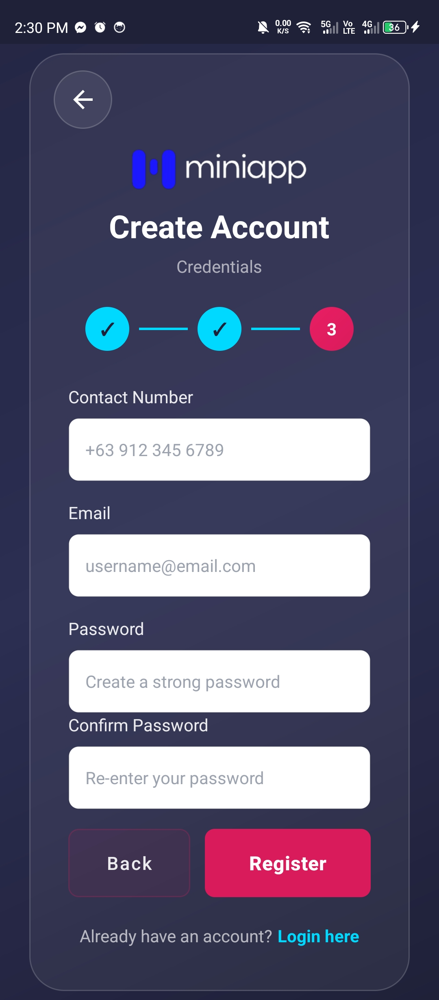 2:30 PM
0.00 K/S 5G Vo LTE 4G 36
miniapp
Create Account
Credentials
✓ ✓ 3
Contact Number
+63 912 345 6789
Email
username@email.com
Password
Create a strong password
Confirm Password
Re-enter your password
Back Register
Already have an account? Login here